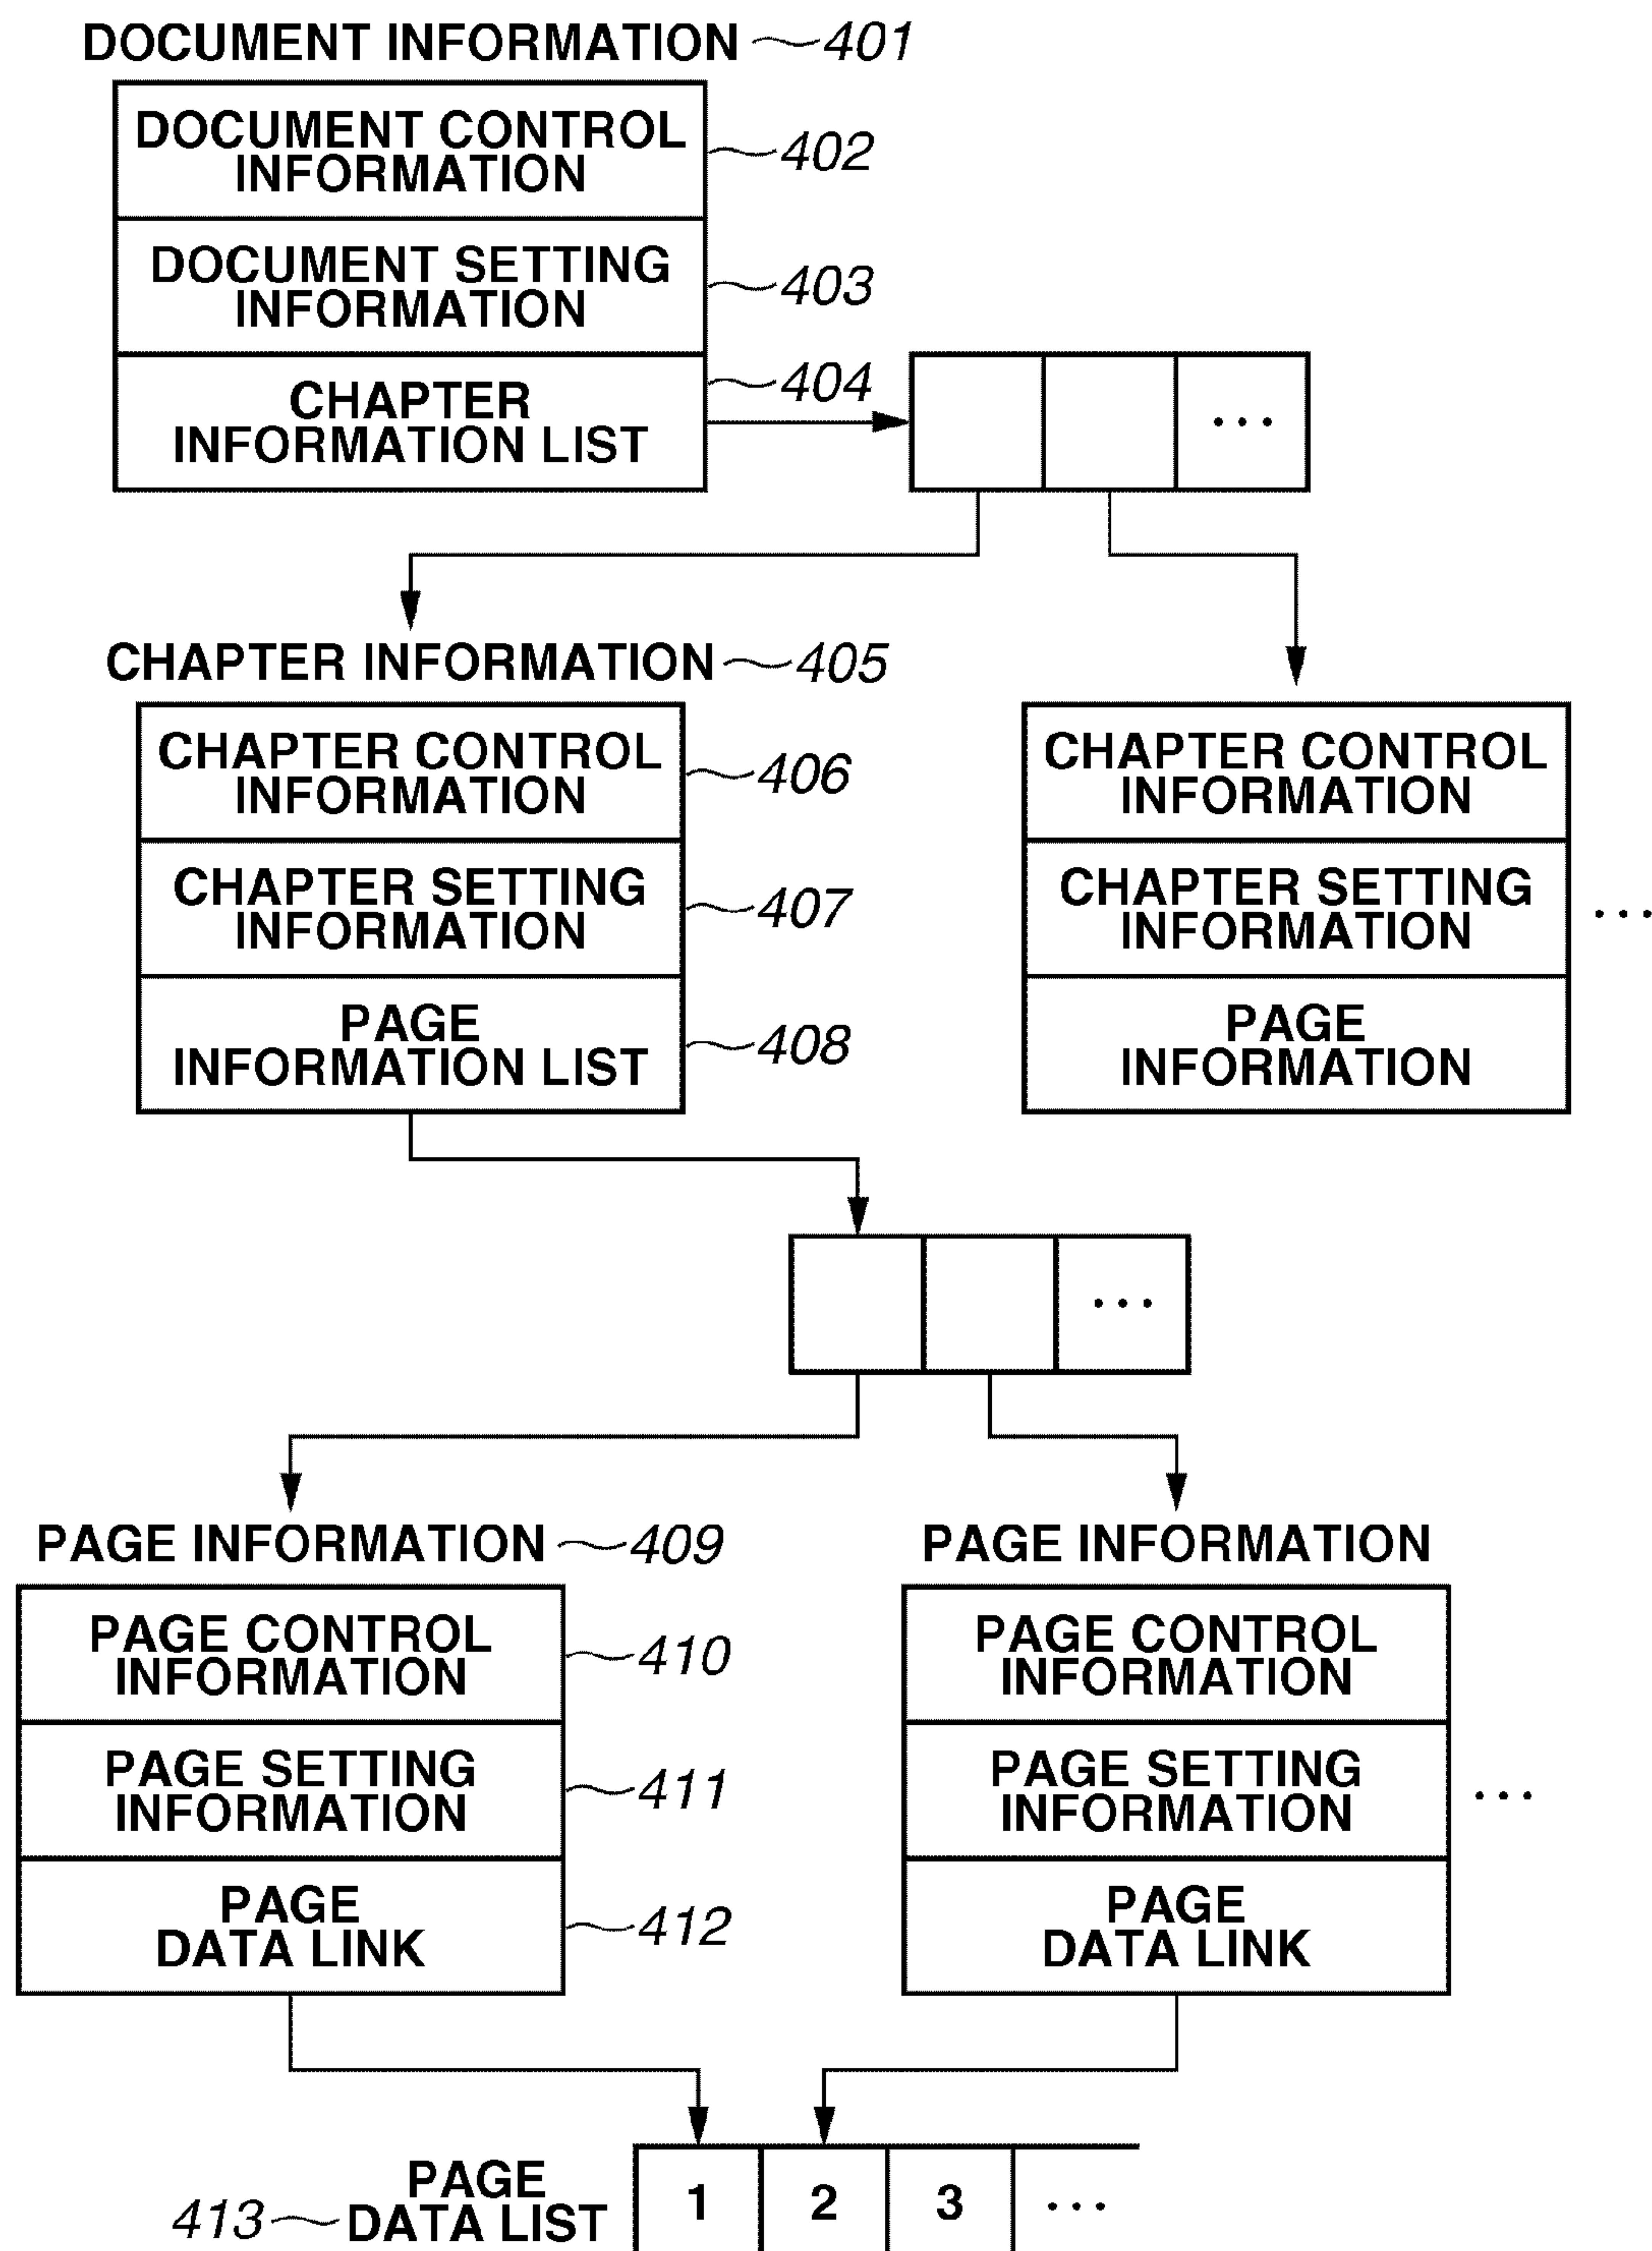 DOCUMENT INFORMATION 401
DOCUMENT CONTROL
INFORMATION
402
DOCUMENT SETTING
INFORMATION
403
CHAPTER
INFORMATION LIST
404
...
CHAPTER INFORMATION 405
CHAPTER CONTROL
INFORMATION
406
CHAPTER SETTING
INFORMATION
407
PAGE
INFORMATION LIST
408
CHAPTER CONTROL
INFORMATION
CHAPTER SETTING
INFORMATION
...
PAGE
INFORMATION
...
PAGE INFORMATION 409
PAGE CONTROL
INFORMATION
410
PAGE SETTING
INFORMATION
411
PAGE
DATA LINK
412
PAGE INFORMATION
PAGE CONTROL
INFORMATION
PAGE SETTING
INFORMATION
...
PAGE
DATA LINK
413
PAGE
DATA LIST
1 2 3 ...